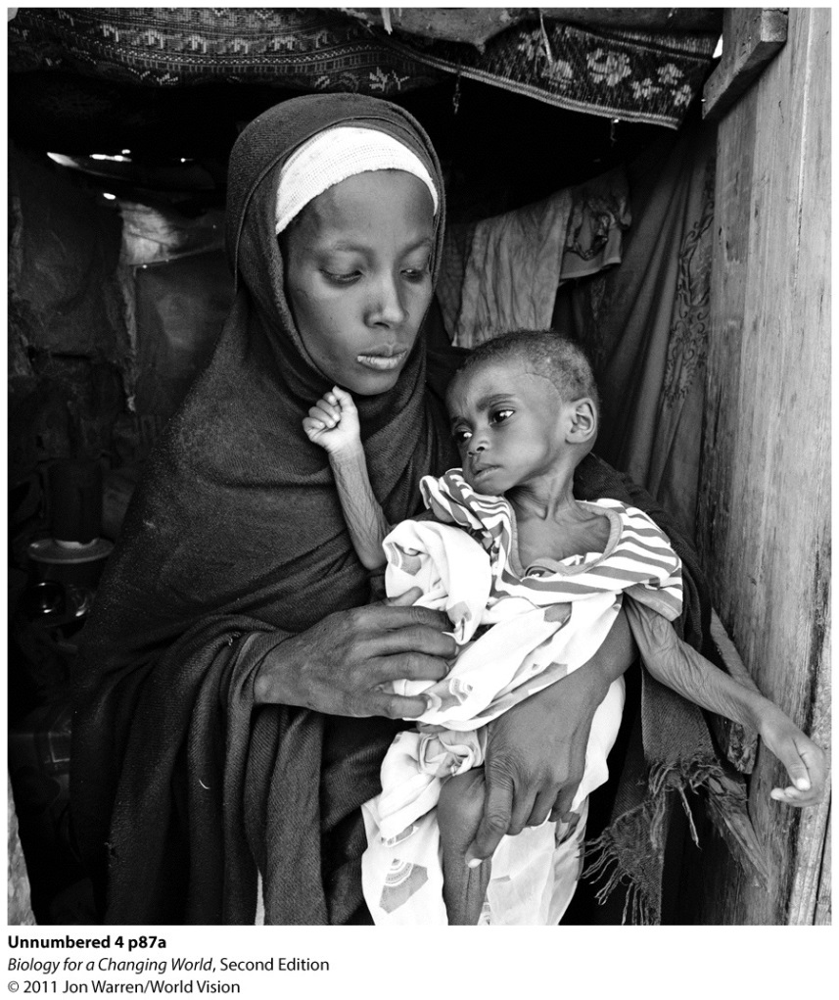 Unnumbered 4 p87a
Biology for a Changing World, Second Edition
© 2011 Jon Warren/World Vision